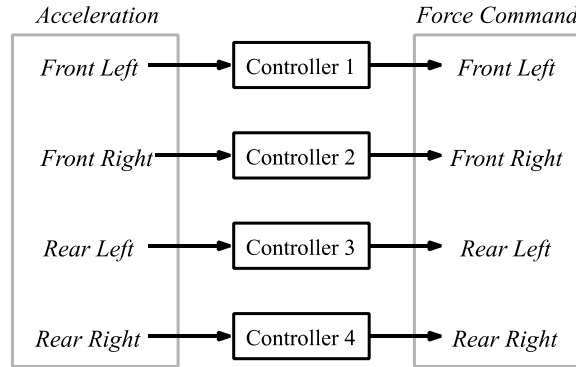 Acceleration
Force Command
Front Left
Controller 1
Front Left
Front Right
Controller 2
Front Right
Rear Left
Controller 3
Rear Left
Rear Right
Controller 4
Rear Right